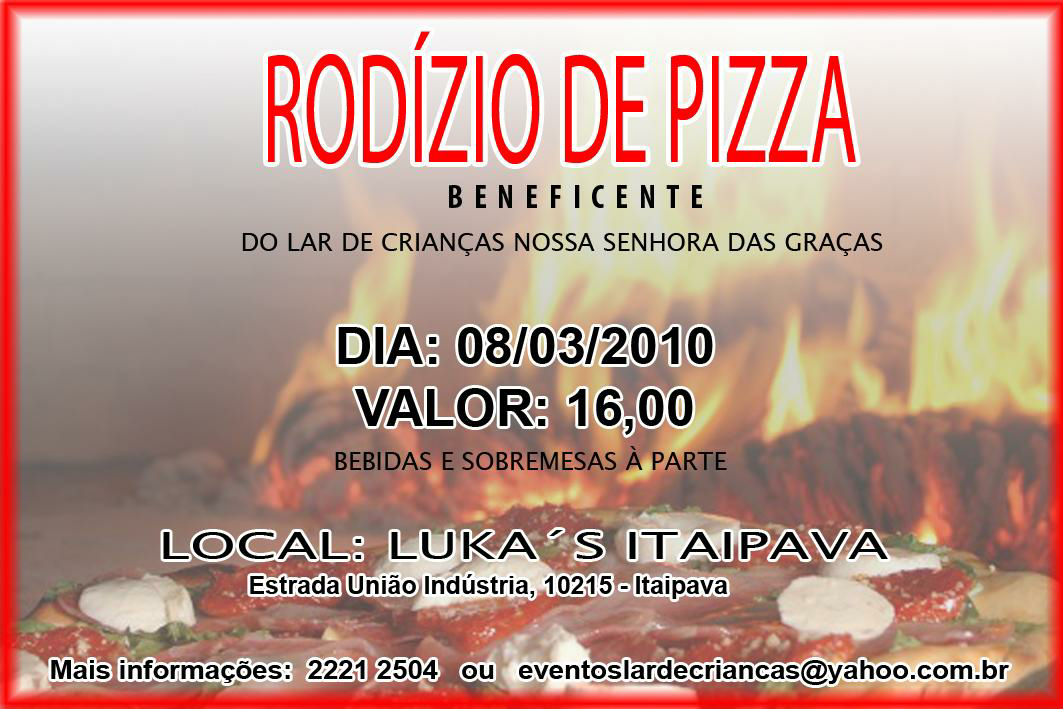 RODÍZIO DE PIZZA
BENEFICENTE
DO LAR DE CRIANÇAS NOSSA SENHORA DAS GRAÇAS
DIA: 08/03/2010
VALOR: 16,00
BEBIDAS E SOBREMESAS À PARTE
LOCAL: LUKA´S ITAIPAVA
Estrada União Indústria, 10215 - Itaipava
Mais informações: 2221 2504 ou eventoslardecriancas@yahoo.com.br